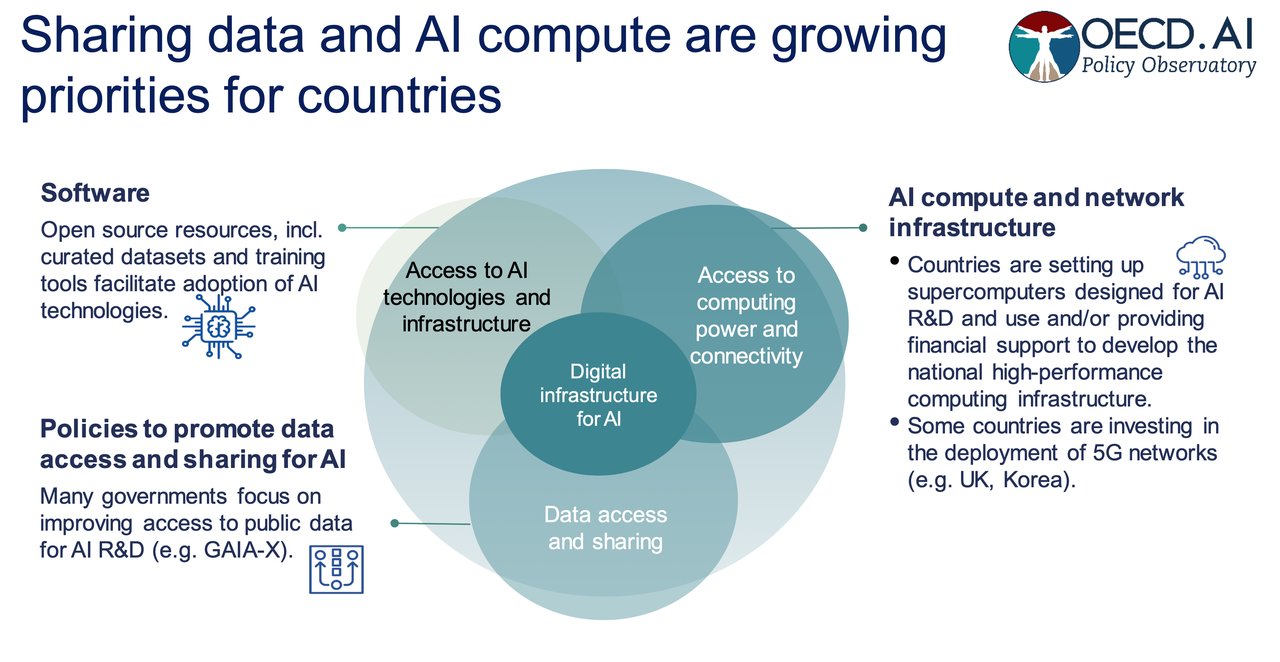 Sharing data and AI compute are growing
priorities for countries
OECD.AI
Policy Observatory
Software
Open source resources, incl.
curated datasets and training
tools facilitate adoption of AI
technologies.
Policies to promote data
access and sharing for AI
Many governments focus on
improving access to public data
for AI R&D (e.g. GAIA-X).
Access to AI
technologies and
infrastructure
Access to
computing
power and
connectivity
Digital
infrastructure
for AI
Data access
and sharing
AI compute and network
infrastructure
• Countries are setting up
supercomputers designed for AI
R&D and use and/or providing
financial support to develop the
national high-performance
computing infrastructure.
• Some countries are investing in
the deployment of 5G networks
(e.g. UK, Korea).